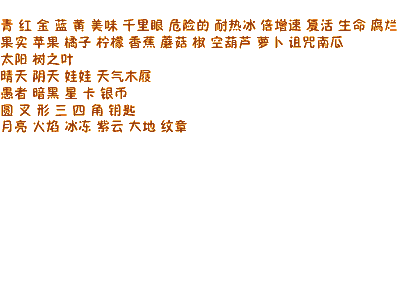 青 红 金 蓝 黄 美味 千里眼 危险的 耐热冰 倍增速 复活 生命 腐烂
果实 苹果 橘子 柠檬 香蕉 蘑菇 椒 空葫芦 萝卜 诅咒南瓜
太阳 树之叶
晴天 阴天 娃娃 天气木屐
愚者 暗黑 星 卡 银币
圆 叉 形 三 四 角 钥匙
月亮 火焰 冰冻 紫云 大地 纹章